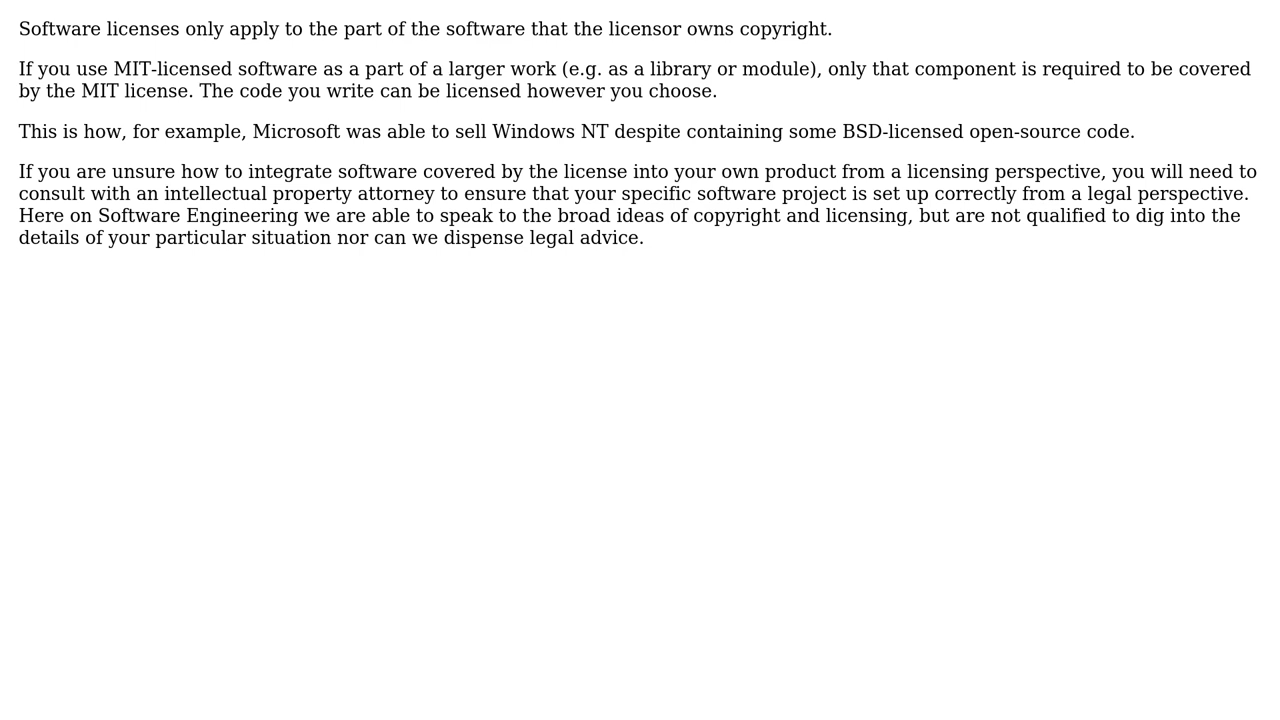 Software licenses only apply to the part of the software that the licensor owns copyright.
If you use MIT-licensed software as a part of a larger work (e.g. as a library or module), only that component is required to be covered
by the MIT license. The code you write can be licensed however you choose.
This is how, for example, Microsoft was able to sell Windows NT despite containing some BSD-licensed open-source code.
If you are unsure how to integrate software covered by the license into your own product from a licensing perspective, you will need to
consult with an intellectual property attorney to ensure that your specific software project is set up correctly from a legal perspective.
Here on Software Engineering we are able to speak to the broad ideas of copyright and licensing, but are not qualified to dig into the
details of your particular situation nor can we dispense legal advice.